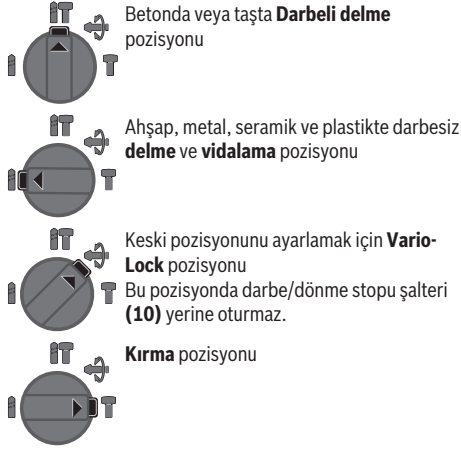 Betonda veya taşta Darbeli delme
pozisyonu
Ahşap, metal, seramik ve plastikte darbesiz
delme ve vidalama pozisyonu
Keski pozisyonunu ayarlamak için Vario-
Lock pozisyonu
Bu pozisyonda darbe/dönme stopu şalteri
(10) yerine oturmaz.
Kırma pozisyonu